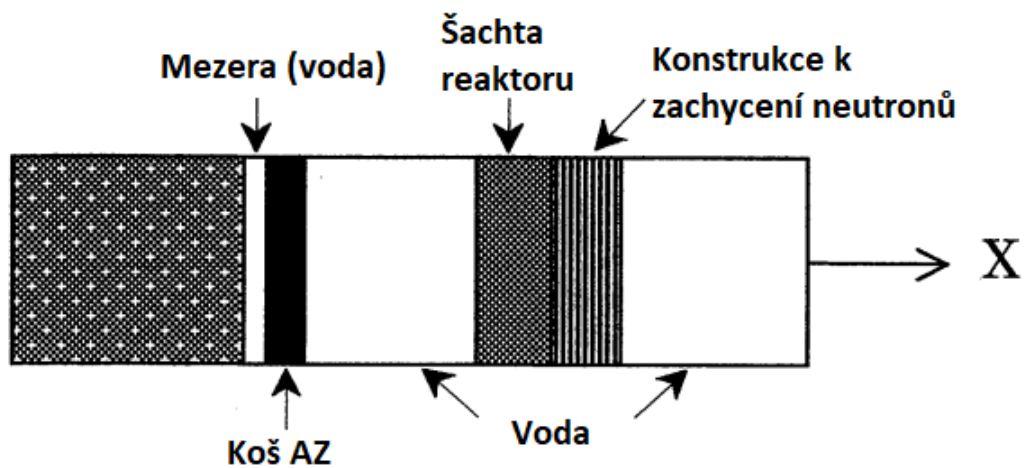 Mezera (voda)
Šachta
reaktoru
Konstrukce k
zachycení neutronů
X
Koš AZ
Voda